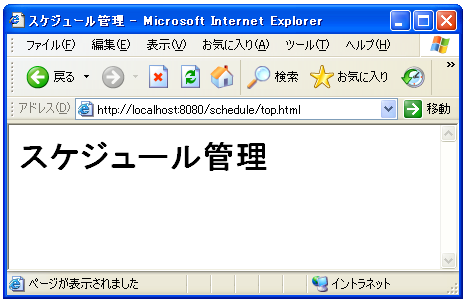 スケジュール管理 - Microsoft Internet Explorer
ファイル(F) 編集(E) 表示(V) お気に入り(A) ツール(T) ヘルプ(H)
戻る 検索 お気に入り »
アドレス(D) http://localhost:8080/schedule/top.html 移動
スケジュール管理
ページが表示されました イントラネット